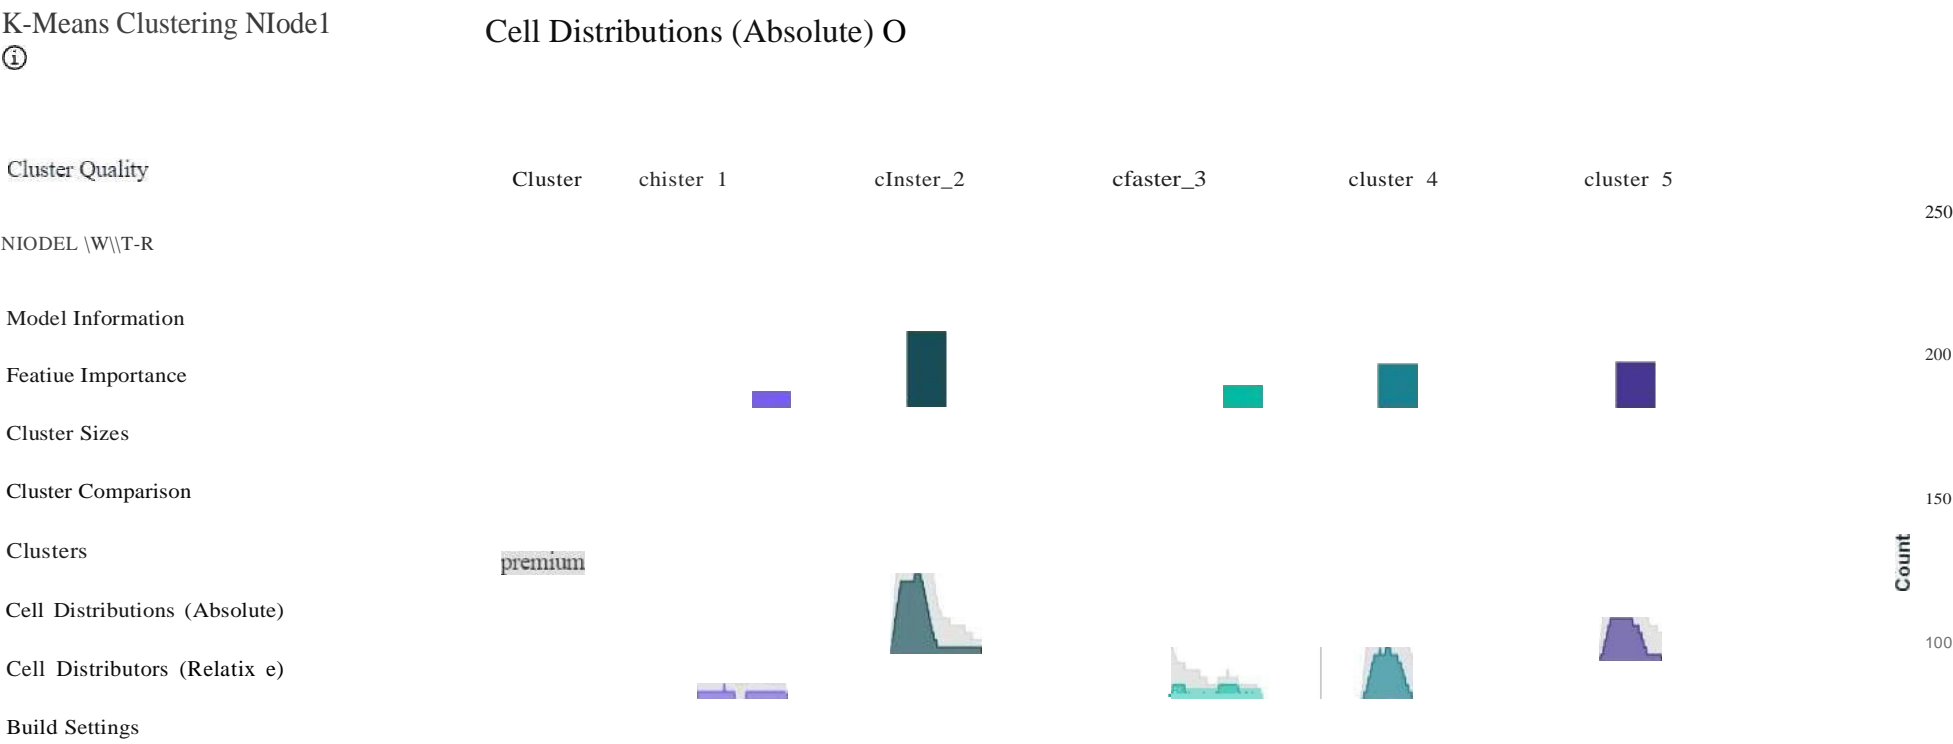 K-Means Clustering NIode1
Cell Distributions (Absolute) O
Cluster Quality
Cluster chister 1 cInster_2 cfaster_3 cluster 4 cluster 5
250
NIODEL \W\\T-R
Model Information
200
Featiue Importance
Cluster Sizes
Cluster Comparison
150
Clusters
premium
Count
Cell Distributions (Absolute)
100
Cell Distributors (Relatix e)
Build Settings